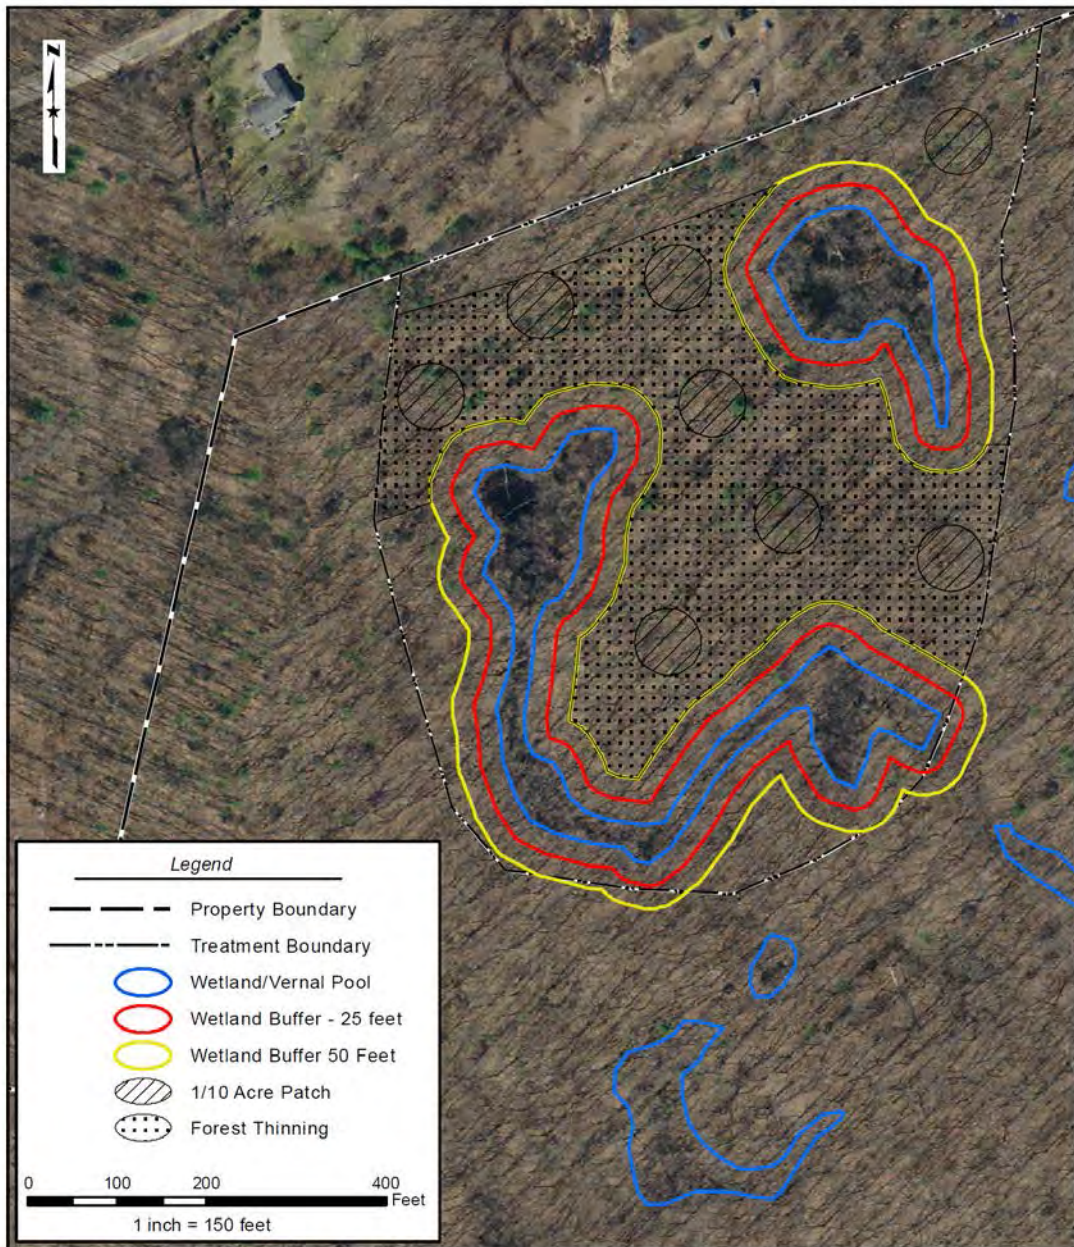 N
Legend
Property Boundary
Treatment Boundary
Wetland/Vernal Pool
Wetland Buffer - 25 feet
Wetland Buffer 50 Feet
1/10 Acre Patch
Forest Thinning
0 100 200 400
Feet
1 inch = 150 feet